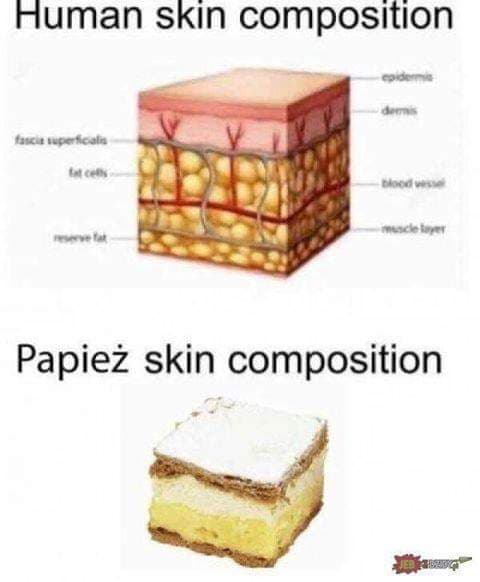 Human skin composition
epidermis
dermis
fascia superficialis
fat cells
blood vessel
muscle layer
reserve fat
Papież skin composition